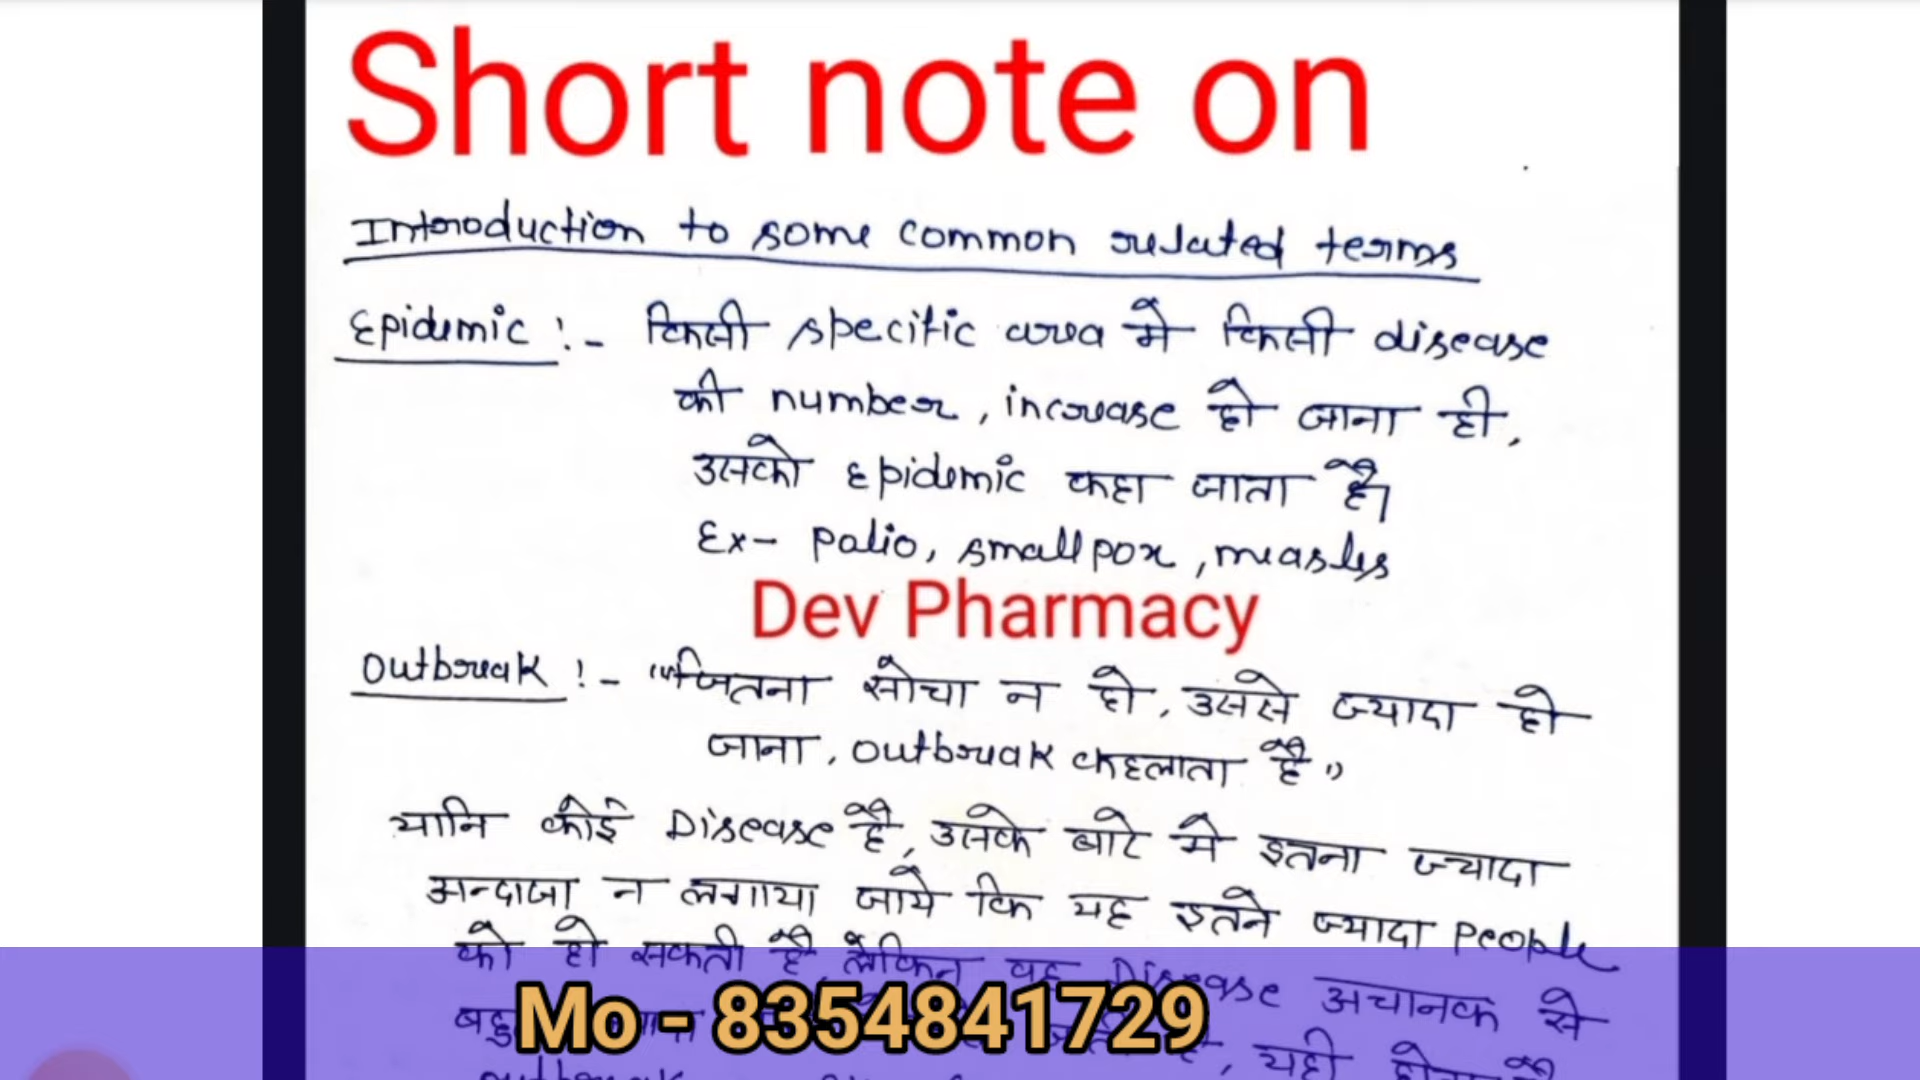 Short note on
Introduction to some common related terms
Epidemic :- किसी specific area मे किसी disease
की number, increase हो जाना ही,
उसको Epidemic कहा जाता है।
Ex- Polio, smallpox, measles
Dev Pharmacy
Outbreak :- "जितना सोचा न हो, उससे ज्यादा हो
जाना, outbreak कहलाता है"
यानि कोई Disease है, उसके बारे मे इतना ज्यादा
अन्दाजा न लगाया जाये कि यह इतने ज्यादा People
को हो सकती है, लेकिन वह Disease अचानक से
Mo - 8354841729
यही